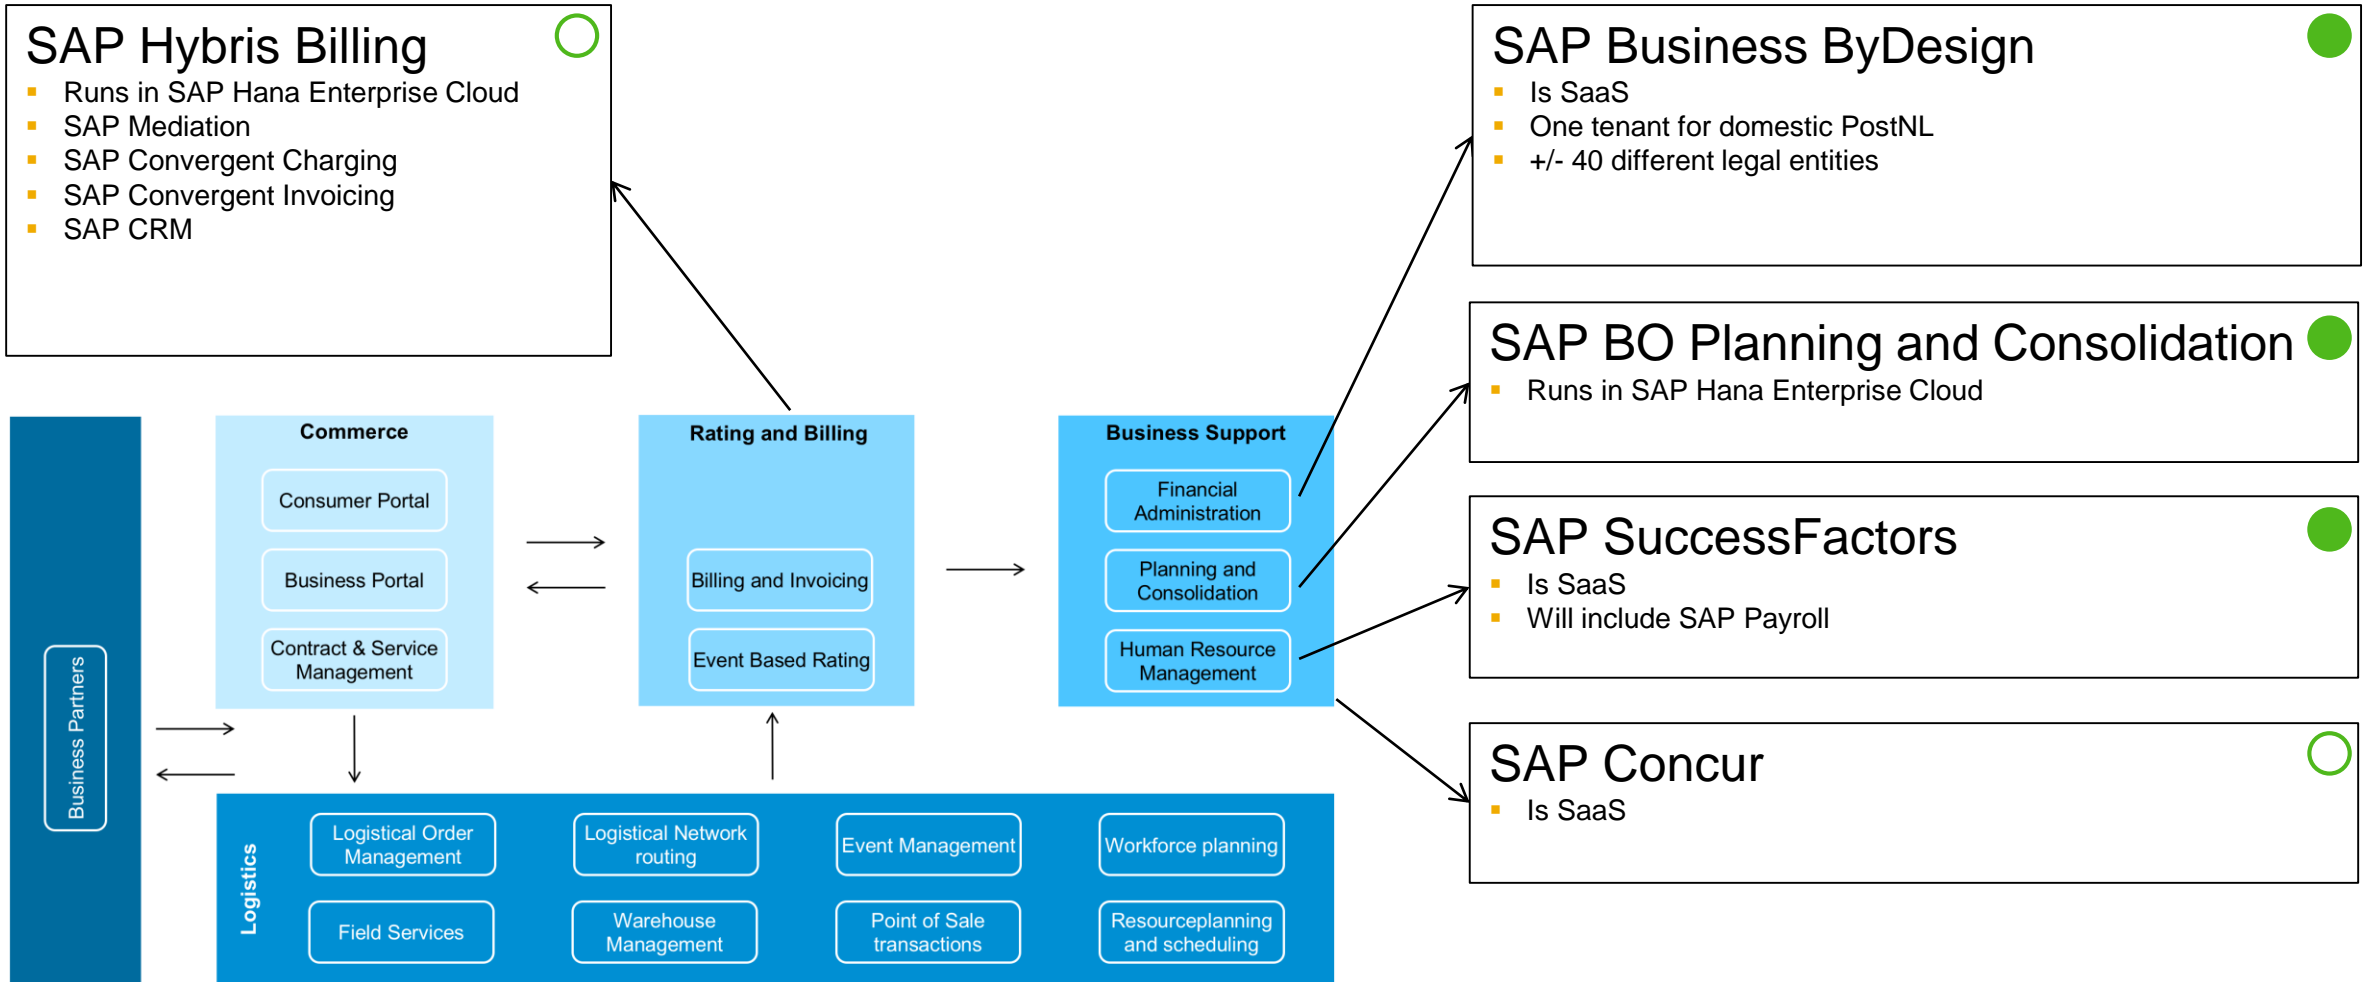 SAP Hybris Billing
Runs in SAP Hana Enterprise Cloud
SAP Mediation
SAP Convergent Charging
SAP Convergent Invoicing
SAP CRM
SAP Business ByDesign
Is SaaS
One tenant for domestic PostNL
+/- 40 different legal entities
SAP BO Planning and Consolidation
Runs in SAP Hana Enterprise Cloud
SAP SuccessFactors
Is SaaS
Will include SAP Payroll
SAP Concur
Is SaaS
Business Partners
Commerce
Consumer Portal
Business Portal
Contract & Service
Management
Rating and Billing
Billing and Invoicing
Event Based Rating
Business Support
Financial
Administration
Planning and
Consolidation
Human Resource
Management
Logistics
Logistical Order
Management
Logistical Network
routing
Event Management
Workforce planning
Field Services
Warehouse
Management
Point of Sale
transactions
Resourceplanning
and scheduling